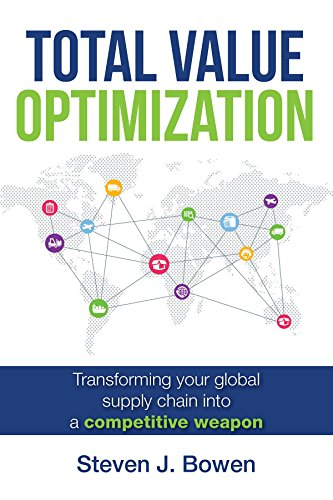 TOTAL VALUE
OPTIMIZATION
Transforming your global
supply chain into
a competitive weapon
Steven J. Bowen